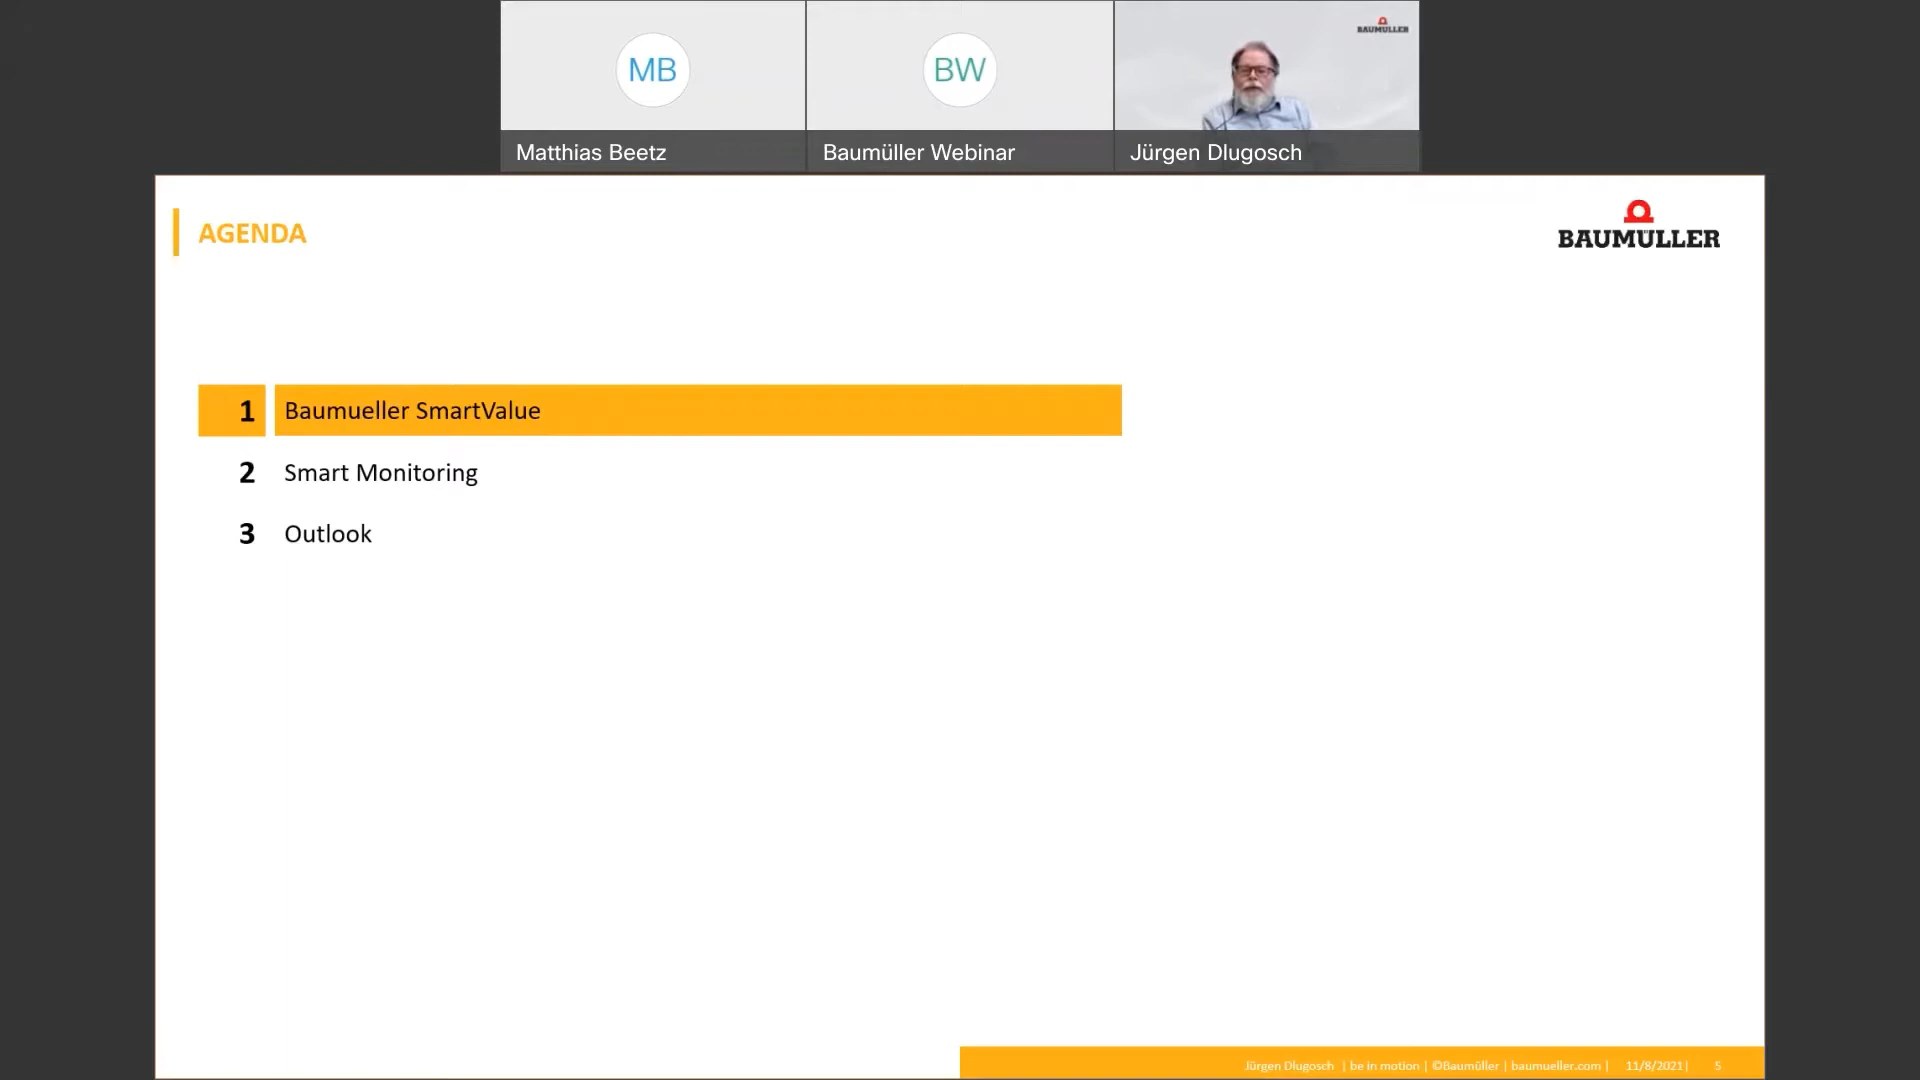 MB
BW
BAUMÜLLER
Matthias Beetz
Baumüller Webinar
Jürgen Dlugosch
AGENDA
BAUMÜLLER
1 Baumueller SmartValue
2 Smart Monitoring
3 Outlook
Jürgen Dlugosch | be in motion | ©Baumüller | baumueller.com | 11/8/2021 | 5